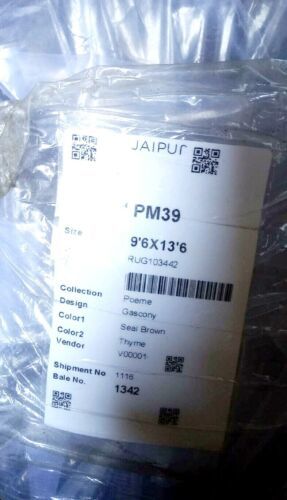 JAIPUR
PM39
Size 9'6X13'6
RUG103442
Collection Poeme
Design Gascony
Color1 Seal Brown
Color2 Thyme
Vendor V00001
Shipment No 1116
Bale No. 1342